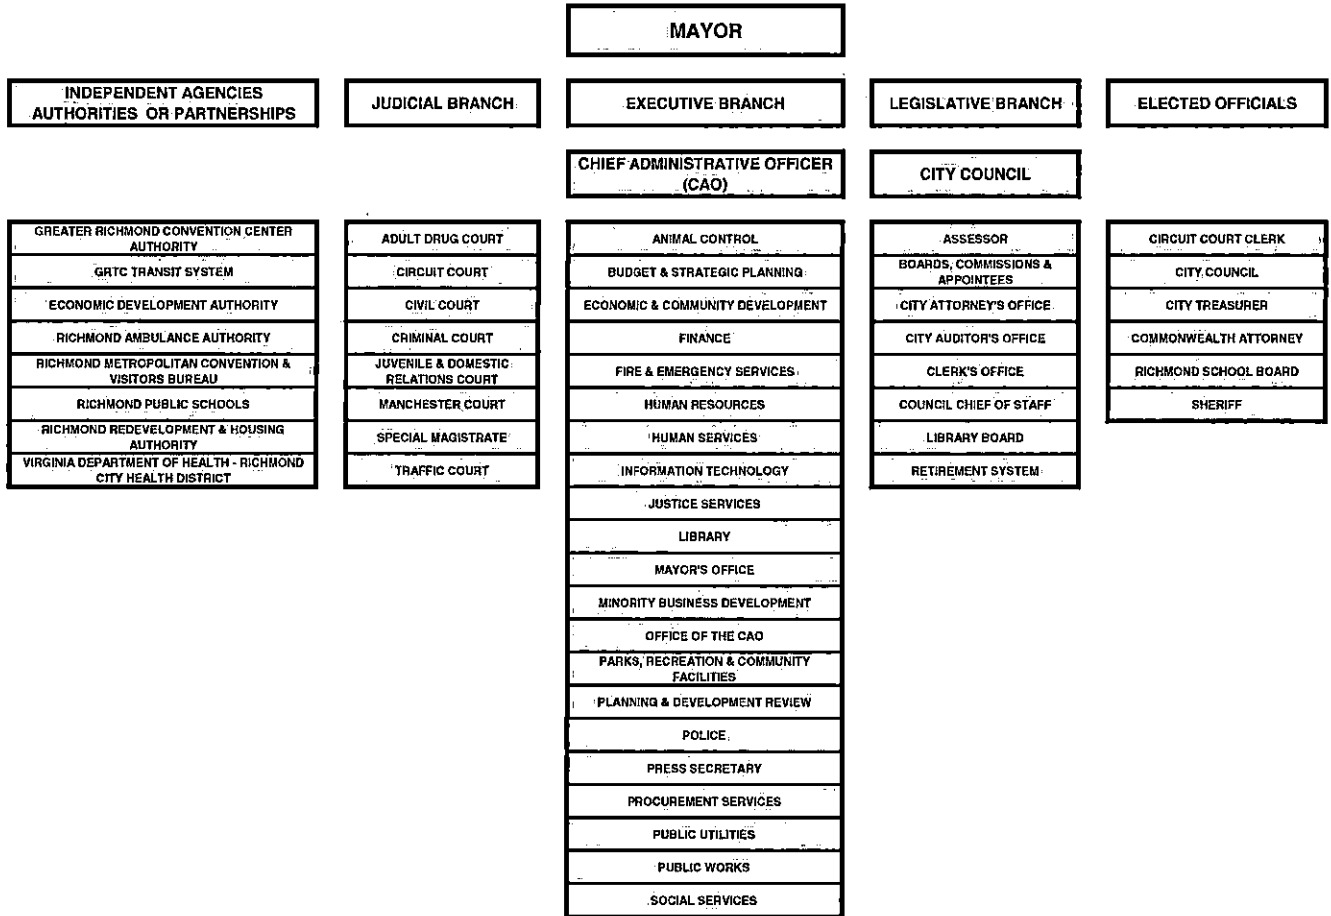 MAYOR
INDEPENDENT AGENCIES
AUTHORITIES OR PARTNERSHIPS
JUDICIAL BRANCH
EXECUTIVE BRANCH
LEGISLATIVE BRANCH
ELECTED OFFICIALS
CHIEF ADMINISTRATIVE OFFICER
(CAO)
CITY COUNCIL
GREATER RICHMOND CONVENTION CENTER
AUTHORITY
GRTC TRANSIT SYSTEM
ECONOMIC DEVELOPMENT AUTHORITY
RICHMOND AMBULANCE AUTHORITY
RICHMOND METROPOLITAN CONVENTION &
VISITORS BUREAU
RICHMOND PUBLIC SCHOOLS
RICHMOND REDEVELOPMENT & HOUSING
AUTHORITY
VIRGINIA DEPARTMENT OF HEALTH - RICHMOND
CITY HEALTH DISTRICT
ADULT DRUG COURT
CIRCUIT COURT
CIVIL COURT
CRIMINAL COURT
JUVENILE & DOMESTIC
RELATIONS COURT
MANCHESTER COURT
SPECIAL MAGISTRATE
TRAFFIC COURT
ANIMAL CONTROL
BUDGET & STRATEGIC PLANNING
ECONOMIC & COMMUNITY DEVELOPMENT
FINANCE
FIRE & EMERGENCY SERVICES
HUMAN RESOURCES
HUMAN SERVICES
INFORMATION TECHNOLOGY
JUSTICE SERVICES
LIBRARY
MAYOR'S OFFICE
MINORITY BUSINESS DEVELOPMENT
OFFICE OF THE CAO
PARKS, RECREATION & COMMUNITY
FACILITIES
PLANNING & DEVELOPMENT REVIEW
POLICE
PRESS SECRETARY
PROCUREMENT SERVICES
PUBLIC UTILITIES
PUBLIC WORKS
SOCIAL SERVICES
ASSESSOR
BOARDS, COMMISSIONS &
APPOINTEES
CITY ATTORNEY'S OFFICE
CITY AUDITOR'S OFFICE
CLERK'S OFFICE
COUNCIL CHIEF OF STAFF
LIBRARY BOARD
RETIREMENT SYSTEM
CIRCUIT COURT CLERK
CITY COUNCIL
CITY TREASURER
COMMONWEALTH ATTORNEY
RICHMOND SCHOOL BOARD
SHERIFF